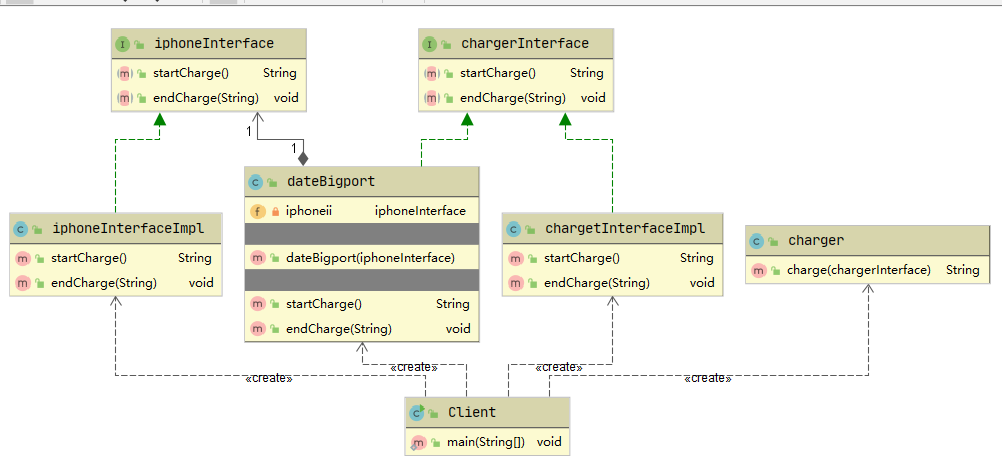 iphoneInterface
startCharge() String
endCharge(String) void
chargerInterface
startCharge() String
endCharge(String) void
1
1
dateBigport
iphoneii iphoneInterface
dateBigport(iphoneInterface)
startCharge() String
endCharge(String) void
iphoneInterfaceImpl
startCharge() String
endCharge(String) void
chargetInterfaceImpl
startCharge() String
endCharge(String) void
charger
charge(chargerInterface) String
«create»
«create»
«create»
«create»
Client
main(String[]) void